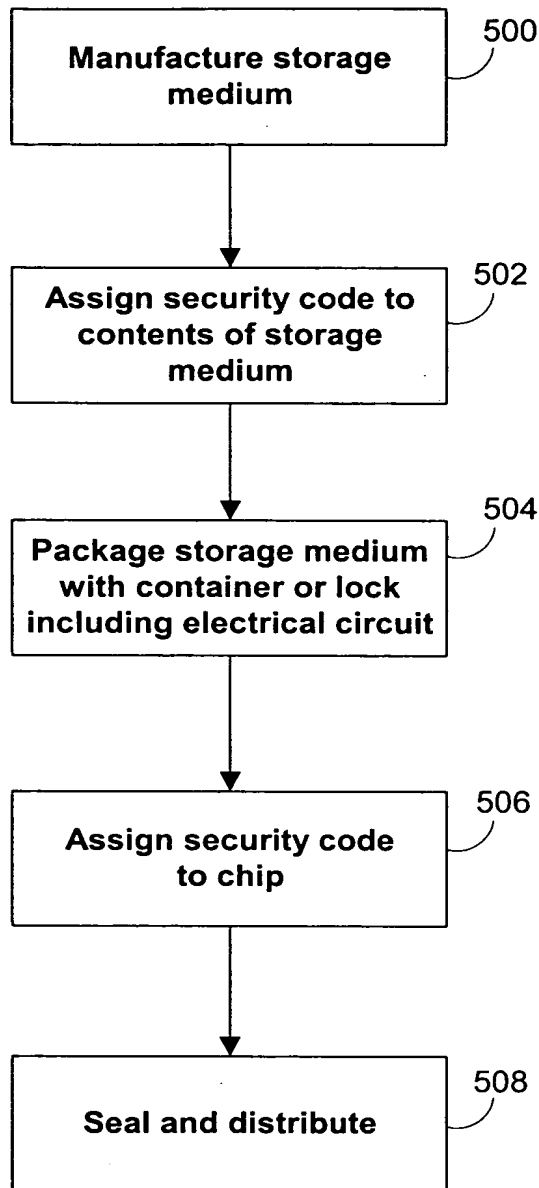 500
Manufacture storage
medium
502
Assign security code to
contents of storage
medium
504
Package storage medium
with container or lock
including electrical circuit
506
Assign security code
to chip
508
Seal and distribute